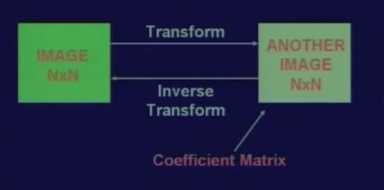 Transform
IMAGE
NxN
ANOTHER
IMAGE
NxN
Inverse
Transform
Coefficient Matrix